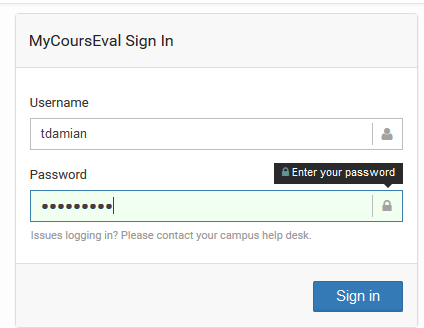 MyCoursEval Sign In
Username
tdamian
Password
Enter your password
●●●●●●●●●
Issues logging in? Please contact your campus help desk.
Sign in